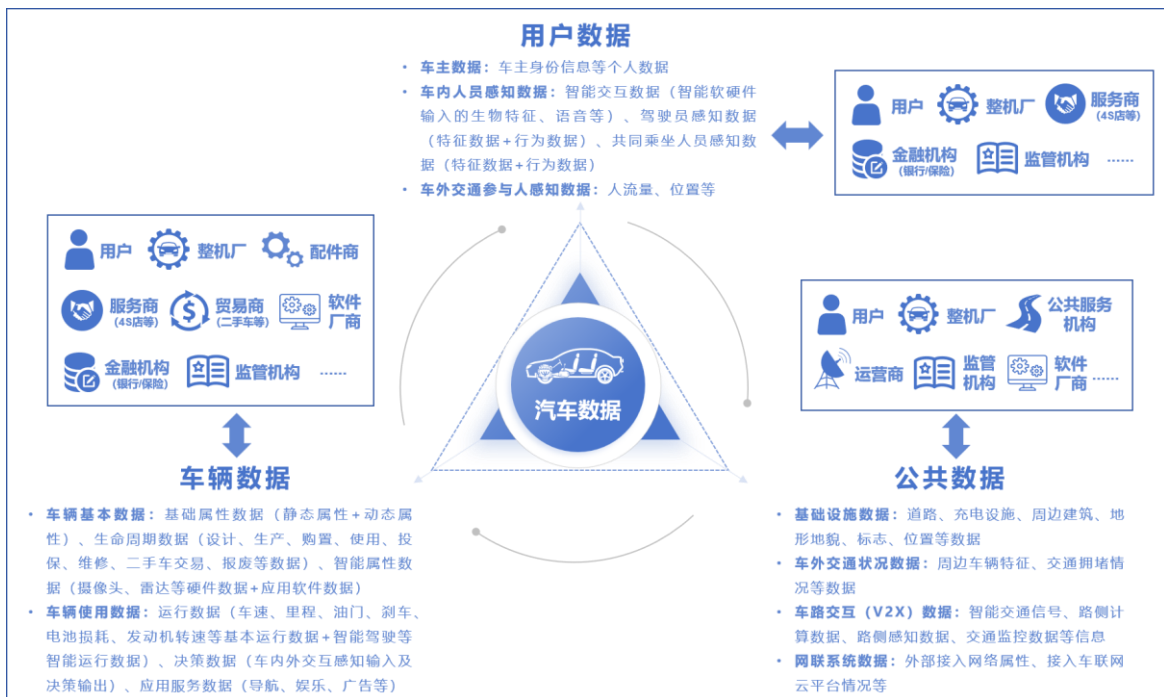 用户数据
• 车主数据：车主身份信息等个人数据
• 车内人员感知数据：智能交互数据（智能软硬件
输入的生物特征、语音等）、驾驶员感知数据
（特征数据+行为数据）、共同乘坐人员感知数
据（特征数据+行为数据）
• 车外交通参与人感知数据：人流量、位置等
用户
整机厂
服务商
(4S店等)
金融机构
(银行/保险)
监管机构
……
用户
整机厂
配件商
服务商
(4S店等)
贸易商
(二手车等)
软件
厂商
金融机构
(银行/保险)
监管机构
……
汽车数据
用户
整机厂
公共服务
机构
运营商
监管
机构
软件
厂商
……
车辆数据
• 车辆基本数据：基础属性数据（静态属性+动态属
性）、生命周期数据（设计、生产、购置、使用、投
保、维修、二手车交易、报废等数据）、智能属性数
据（摄像头、雷达等硬件数据+应用软件数据）
• 车辆使用数据：运行数据（车速、里程、油门、刹车、
电池损耗、发动机转速等基本运行数据+智能驾驶等
智能运行数据）、决策数据（车内外交互感知输入及
决策输出）、应用服务数据（导航、娱乐、广告等）
公共数据
• 基础设施数据：道路、充电设施、周边建筑、地
形地貌、标志、位置等数据
• 车外交通状况数据：周边车辆特征、交通拥堵情
况等数据
• 车路交互（V2X）数据：智能交通信号、路侧计
算数据、路侧感知数据、交通监控数据等信息
• 网联系统数据：外部接入网络属性、接入车联网
云平台情况等